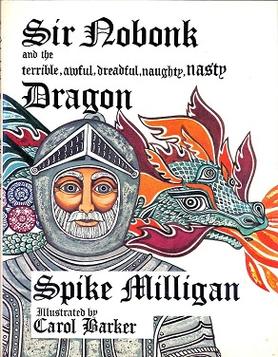 Sir Nobonk
and the
terrible, awful, dreadful, naughty, nasty
Dragon
Spike Milligan
Illustrated by
Carol Barker